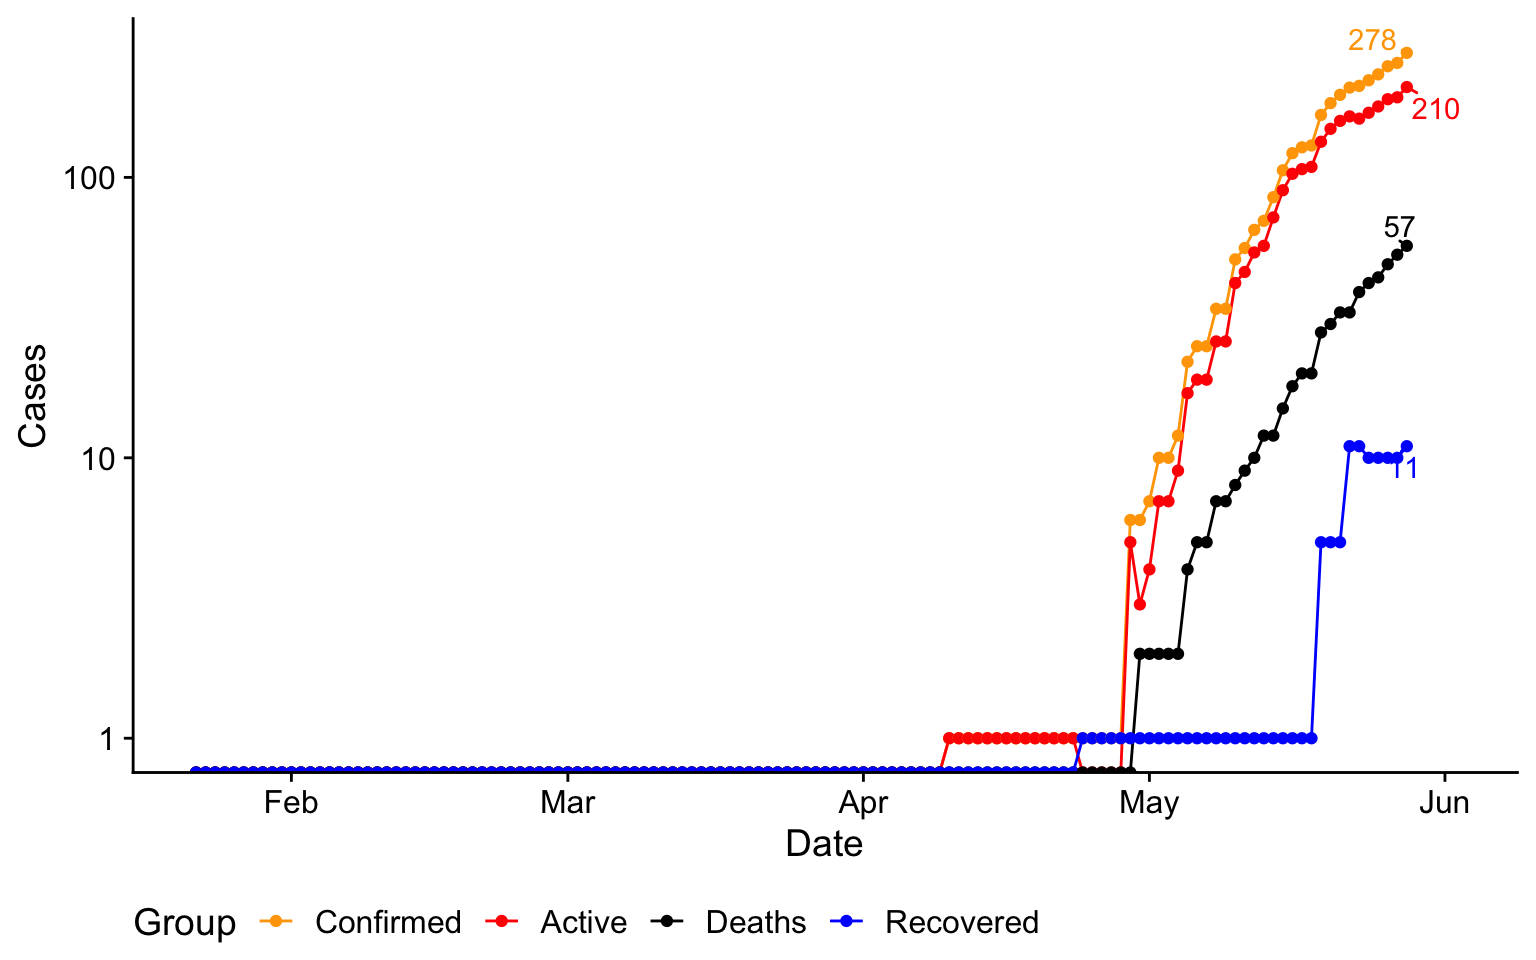 278
210
100
57
Cases
10
11
1
Feb Mar Apr May Jun
Date
Group Confirmed Active Deaths Recovered